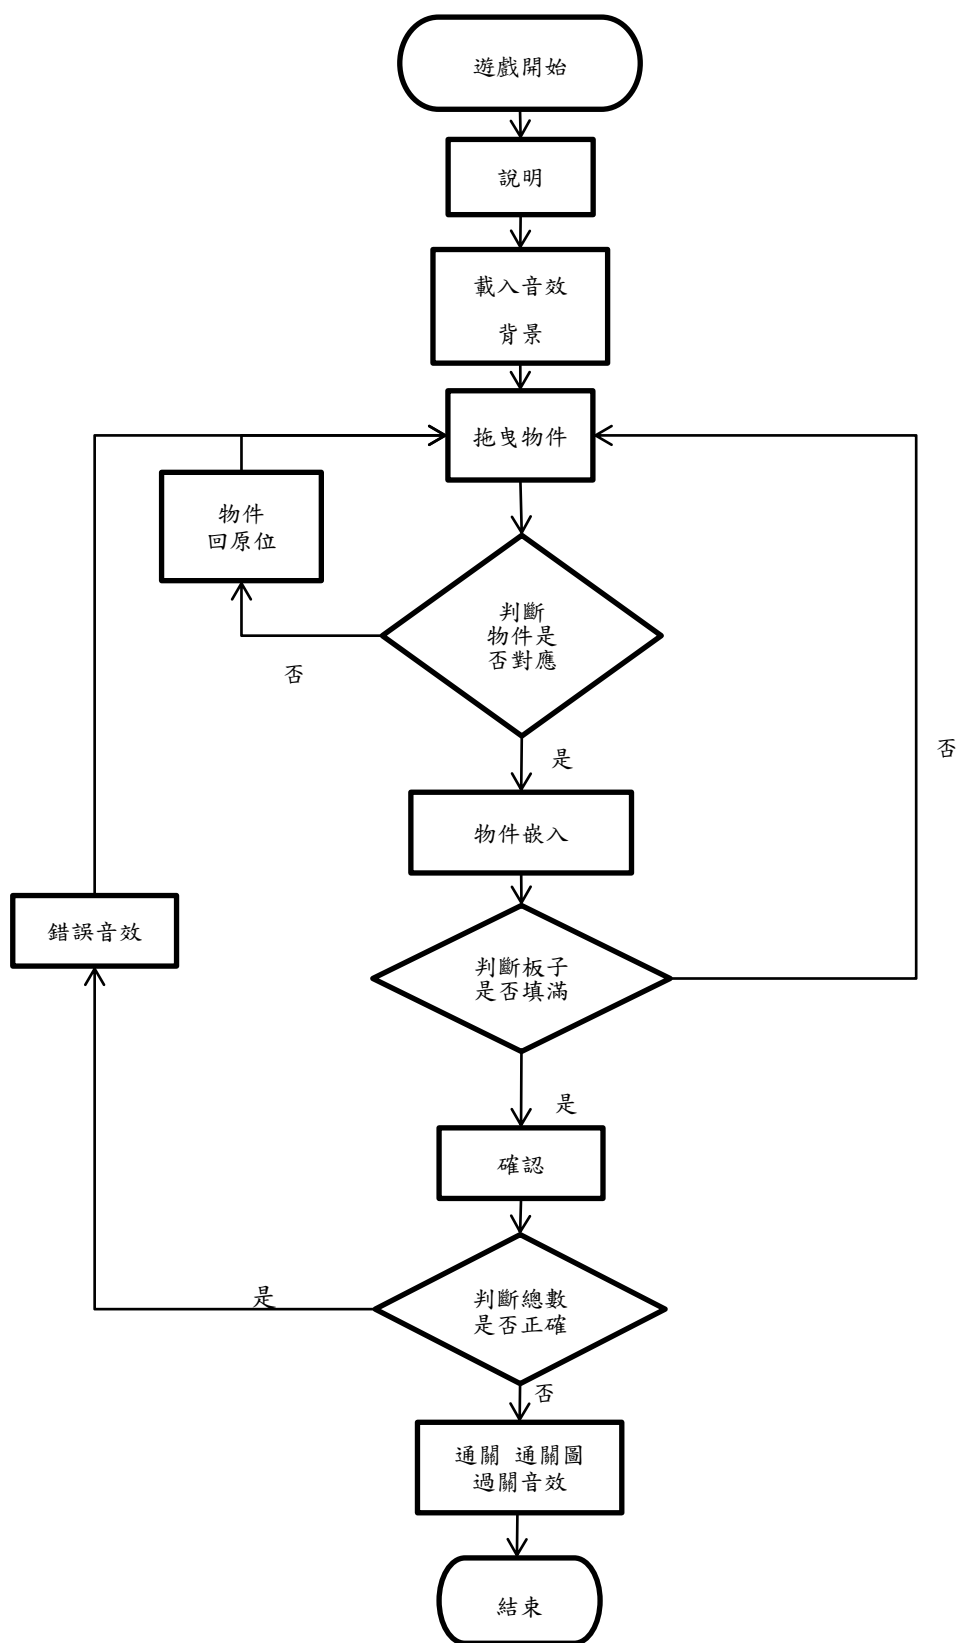 遊戲開始
說明
載入音效
背景
拖曳物件
物件
回原位
判斷
物件是
否對應
否
是
否
物件嵌入
錯誤音效
判斷板子
是否填滿
是
確認
是
判斷總數
是否正確
否
通關 通關圖
過關音效
結束